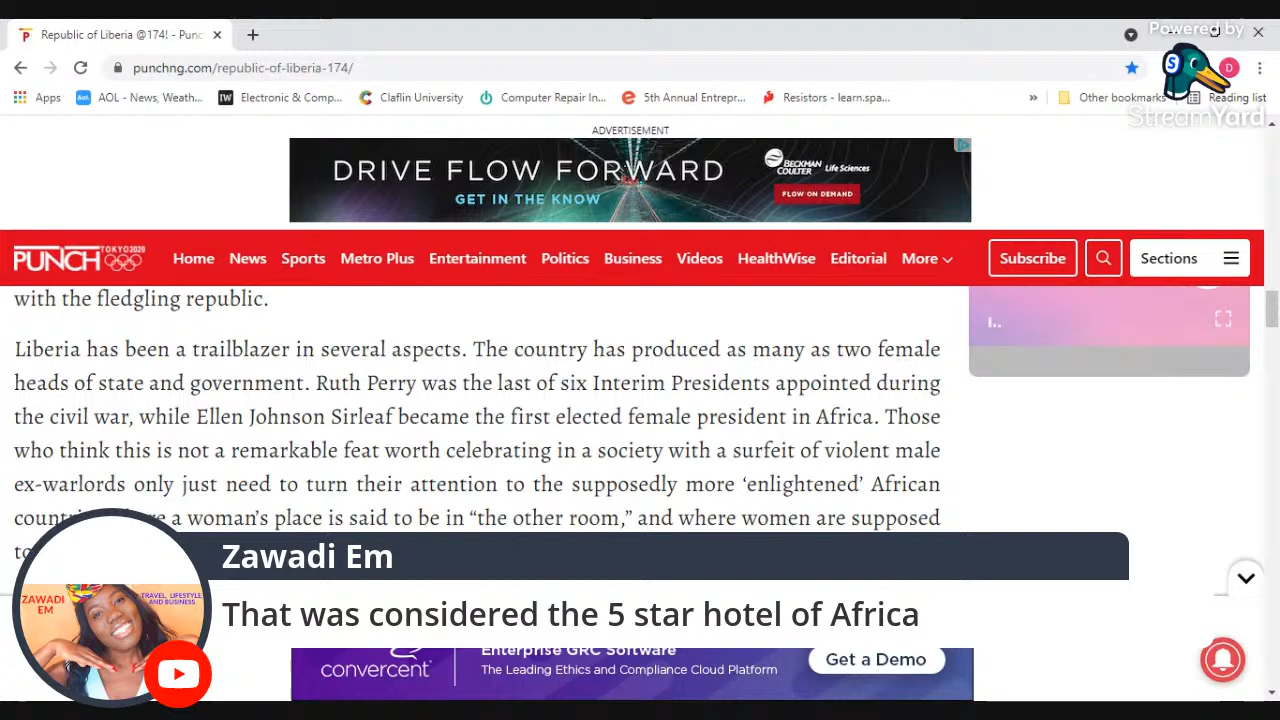 Powered by
Republic of Liberia @174! - Punc
punchng.com/republic-of-liberia-174/
D
S
Apps
Aol.
AOL - News, Weath...
IW
Electronic & Comp...
Claflin University
Computer Repair In...
5th Annual Entrepr...
Resistors - learn.spa...
»
Other bookmarks
Reading list
StreamYard
ADVERTISEMENT
DRIVE FLOW FORWARD
GET IN THE KNOW
BECKMAN
COULTER
Life Sciences
FLOW ON DEMAND
PUNCH
TOKYO2020
Home
News
Sports
Metro Plus
Entertainment
Politics
Business
Videos
HealthWise
Editorial
More
Subscribe
Sections
with the fledgling republic.
I..
Liberia has been a trailblazer in several aspects. The country has produced as many as two female
heads of state and government. Ruth Perry was the last of six Interim Presidents appointed during
the civil war, while Ellen Johnson Sirleaf became the first elected female president in Africa. Those
who think this is not a remarkable feat worth celebrating in a society with a surfeit of violent male
ex-warlords only just need to turn their attention to the supposedly more ‘enlightened’ African
a woman’s place is said to be in “the other room,” and where women are supposed
Zawadi Em
That was considered the 5 star hotel of Africa
ZAWADI
EM
TRAVEL, LIFESTYLE,
AND BUSINESS
convercent
Enterprise GRC Software
The Leading Ethics and Compliance Cloud Platform
Get a Demo